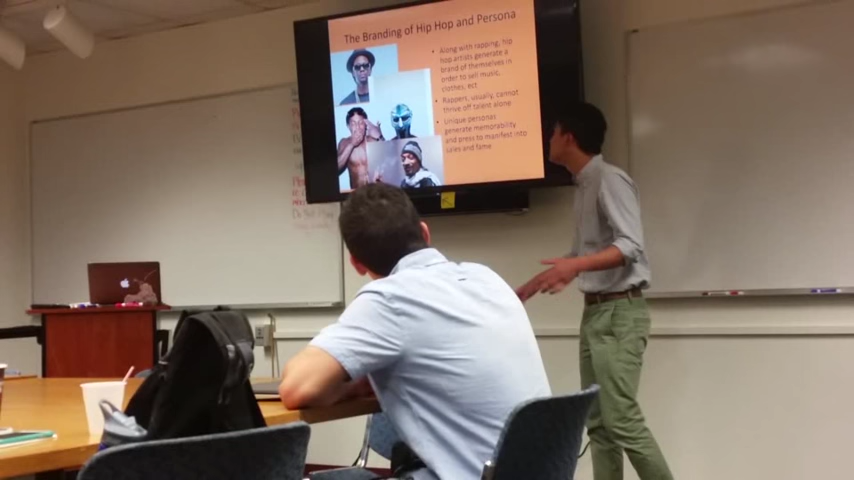 The Branding of Hip Hop and Persona
• Along with rapping, hip
hop artists generate a
brand of themselves in
order to sell music,
clothes, ect
• Rappers, usually, cannot
thrive off talent alone
• Unique personas
generate memorability
and press to manifest into
sales and fame